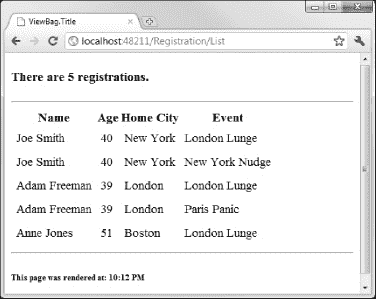 ViewBag.Title
localhost:48211/Registration/List
There are 5 registrations.
Name Age Home City Event
Joe Smith 40 New York London Lunge
Joe Smith 40 New York New York Nudge
Adam Freeman 39 London London Lunge
Adam Freeman 39 London Paris Panic
Anne Jones 51 Boston London Lunge
This page was rendered at: 10:12 PM